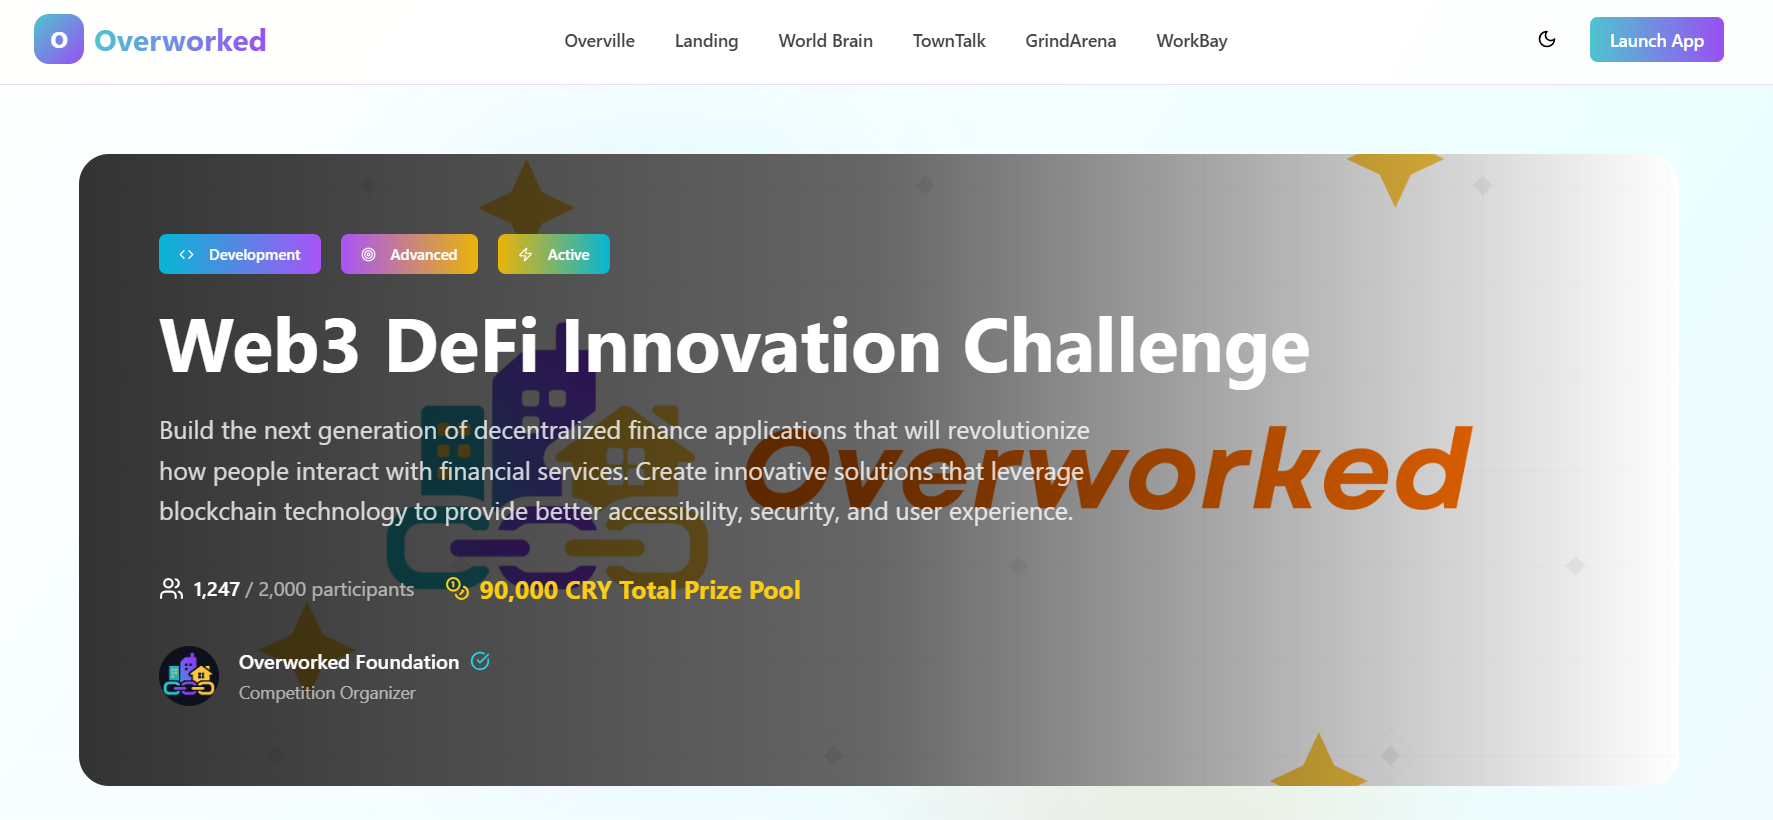 O Overworked
Overville Landing World Brain TownTalk GrindArena WorkBay
Launch App
Development Advanced Active
Web3 DeFi Innovation Challenge
Build the next generation of decentralized finance applications that will revolutionize
how people interact with financial services. Create innovative solutions that leverage
blockchain technology to provide better accessibility, security, and user experience.
Overworked
1,247 / 2,000 participants 90,000 CRY Total Prize Pool
Overworked Foundation
Competition Organizer